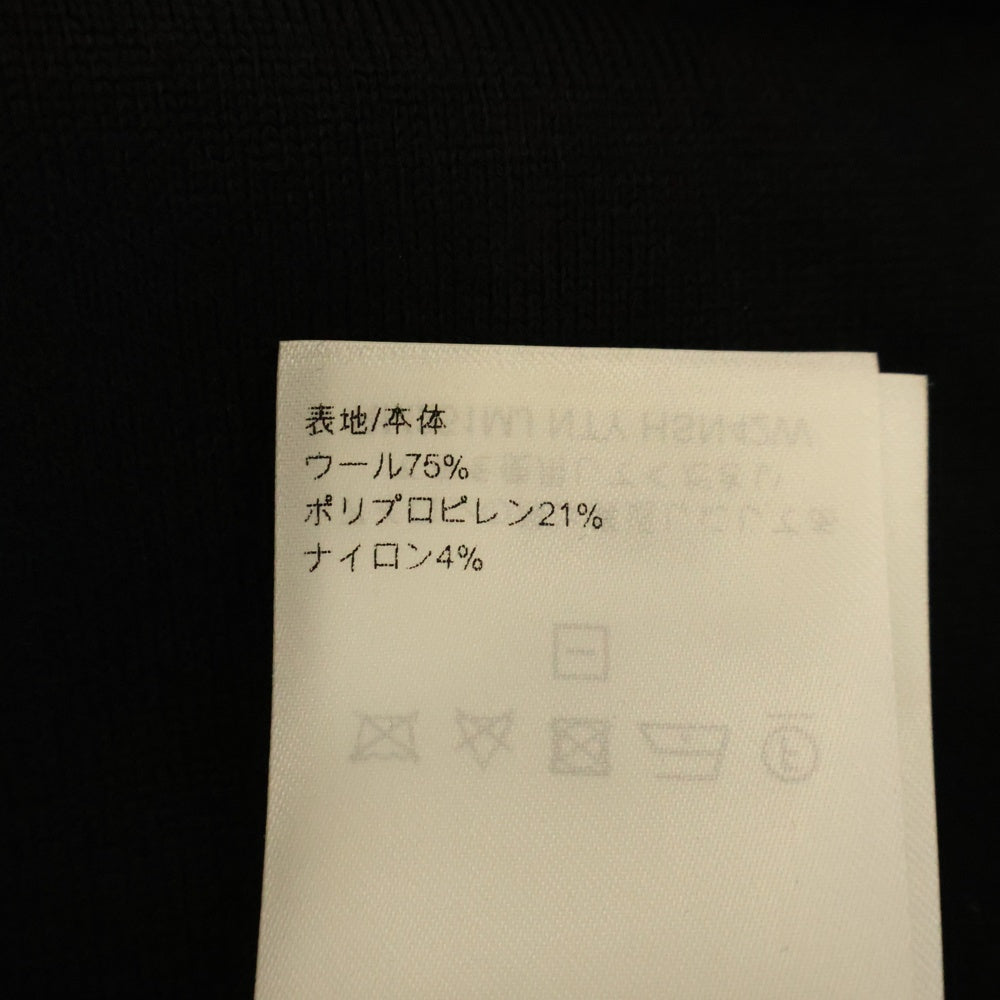 表地/本体
ウール75%
ポリプロピレン21%
ナイロン4%